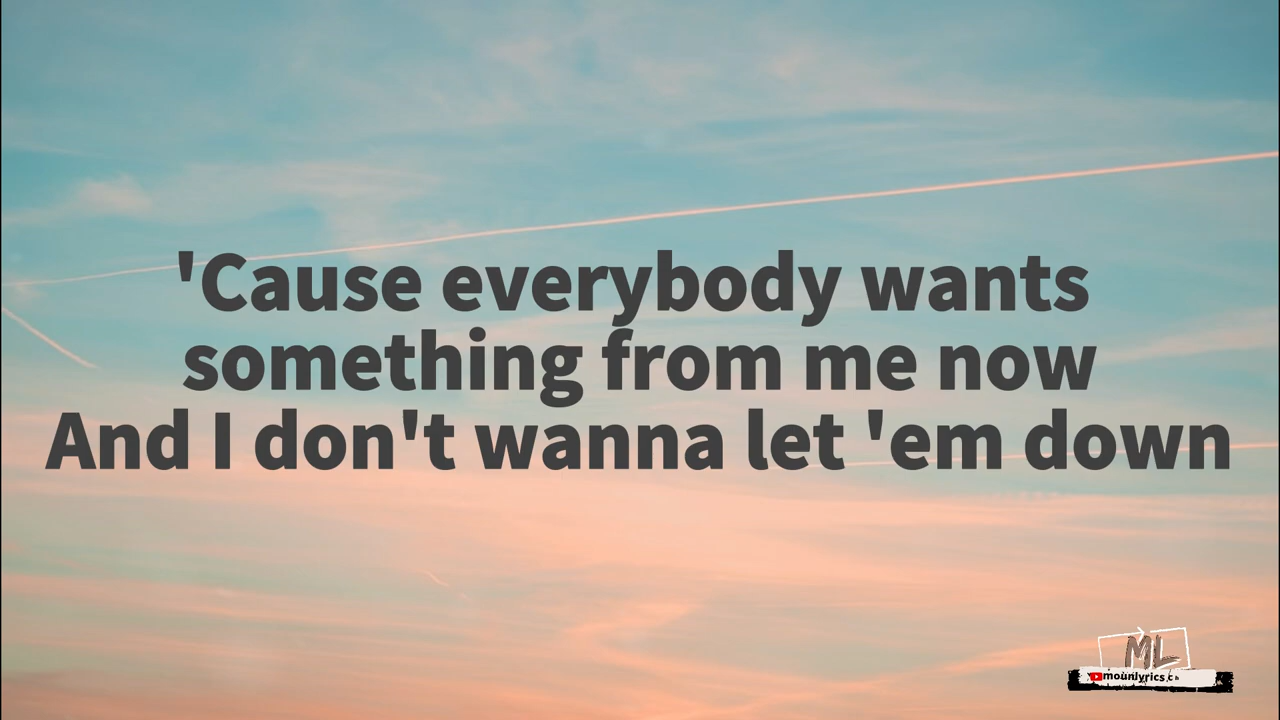 'Cause everybody wants
something from me now
And I don't wanna let 'em down
ML